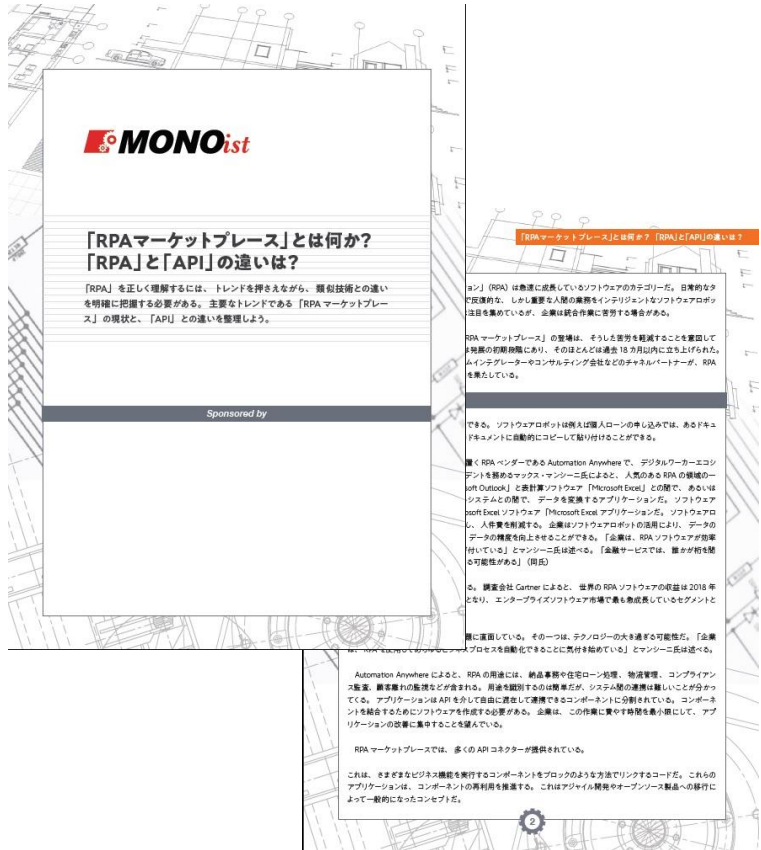 MONOist
「RPAマーケットプレース」とは何か?
「RPA」と「API」の違いは?
「RPA」を正しく理解するには、トレンドを押さえながら、類似技術との違い
を明確に把握する必要がある。主要なトレンドである「RPA マーケットプレー
ス」の現状と、「API」との違いを整理しよう。
Sponsored by
「RPAマーケットプレース」とは何か? 「RPA」と「API」の違いは?
ョン」(RPA)は急速に成長しているソフトウェアのカテゴリーだ。日常的なタ
で反復的な、しかし重要な人間の業務をインテリジェントなソフトウェアロボッ
注目を集めているが、企業は統合作業に苦労する場合がある。
RPA マーケットプレース」の登場は、そうした苦労を軽減することを意図して
発展の初期段階にあり、そのほとんどは過去 18 カ月以内に立ち上げられた。
ムインテグレーターやコンサルティング会社などのチャネルパートナーが、RPA
を果たしている。
できる。ソフトウェアロボットは例えば個人ローンの申し込みでは、あるドキュ
ドキュメントに自動的にコピーして貼り付けることができる。
置く RPA ベンダーである Automation Anywhere で、デジタルワーカーエコシ
デントを務めるマックス・マンシーニ氏によると、人気のある RPA の領域の一
soft Outlook」と表計算ソフトウェア「Microsoft Excel」との間で、あるいは
システムとの間で、データを変換するアプリケーションだ。ソフトウェア
osoft Excel ソフトウェア「Microsoft Excel アプリケーションだ。ソフトウェアロ
し、人件費を削減する。企業はソフトウェアロボットの活用により、データの
データの精度を向上させることができる。「企業は、RPA ソフトウェアが効率
付いている」とマンシーニ氏は述べる。「金融サービスでは、誰かが桁を間
る可能性がある」(同氏)
る。調査会社 Gartner によると、世界の RPA ソフトウェアの収益は 2018 年
となり、エンタープライズソフトウェア市場で最も急成長しているセグメントと
題に直面している。その一つは、テクノロジーの大き過ぎる可能性だ。「企業
は、RPA を使用してあらゆるビジネスプロセスを自動化できることに気付き始めている」とマンシーニ氏は述べる。
Automation Anywhere によると、RPA の用途には、納品事務や住宅ローン処理、物流管理、コンプライアン
ス監査、顧客離れの監視などが含まれる。用途を識別するのは簡単だが、システム間の連携は難しいことが分かっ
てくる。アプリケーションは API を介して自由に混在して連携できるコンポーネントに分割されている。コンポーネ
ントを結合するためにソフトウェアを作成する必要がある。企業は、この作業に費やす時間を最小限にして、アプ
リケーションの改善に集中することを望んでいる。
RPA マーケットプレースでは、多くの API コネクターが提供されている。
これは、さまざまなビジネス機能を実行するコンポーネントをブロックのような方法でリンクするコードだ。これらの
アプリケーションは、コンポーネントの再利用を推進する。これはアジャイル開発やオープンソース製品への移行に
よって一般的になったコンセプトだ。
2